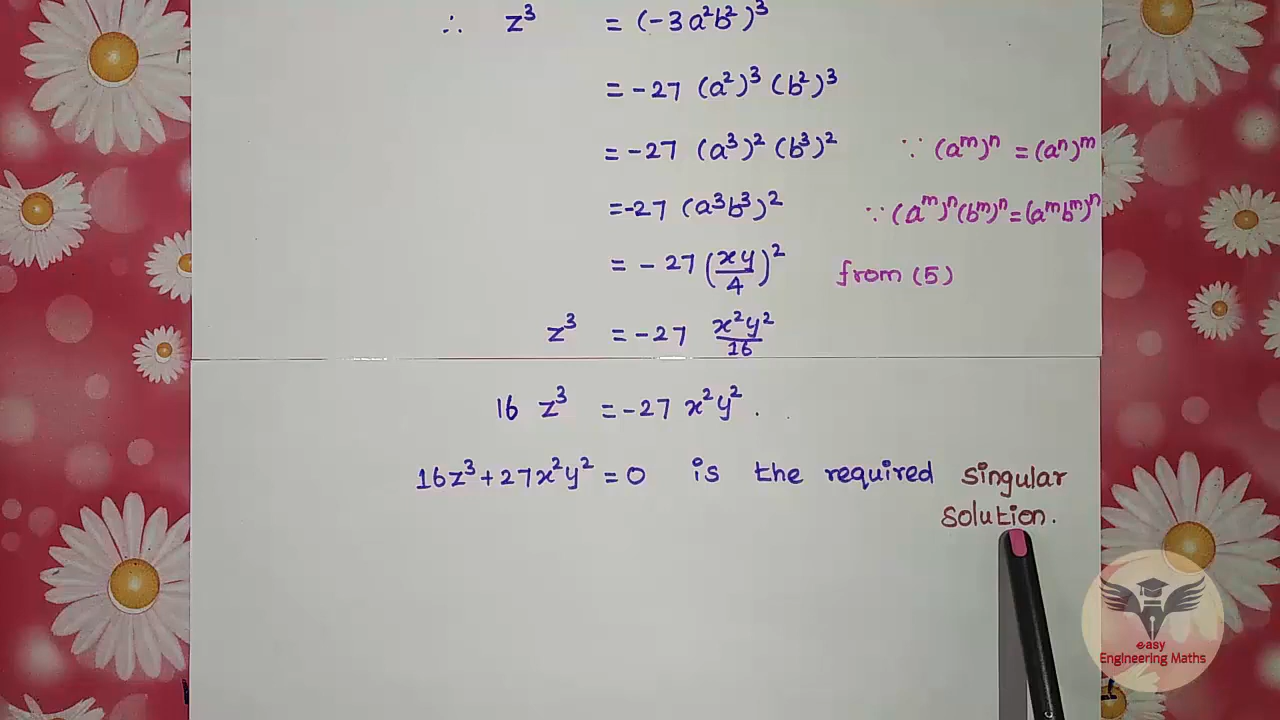 ∴ z³ = (-3a²b²)³
= -27 (a²)³ (b²)³
= -27 (a³)² (b³)² ∵ (aᵐ)ⁿ = (aⁿ)ᵐ
= -27 (a³b³)² ∵ (aᵐ)ⁿ(bᵐ)ⁿ = (aᵐbᵐ)ⁿ
= -27 (xy/4)² from (5)
z³ = -27 x²y²/16
16 z³ = -27 x²y².
16z³ + 27x²y² = 0 is the required singular
solution.
easy
Engineering Maths